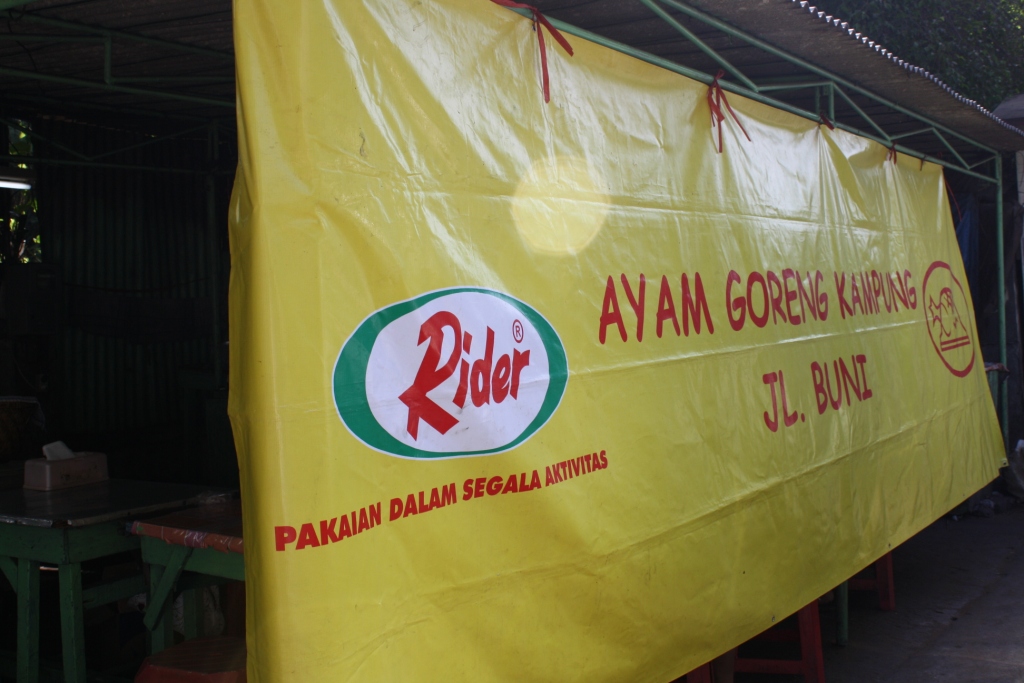 Rider®
PAKAIAN DALAM SEGALA AKTIVITAS
AYAM GORENG KAMPUNG
JL. BUNI